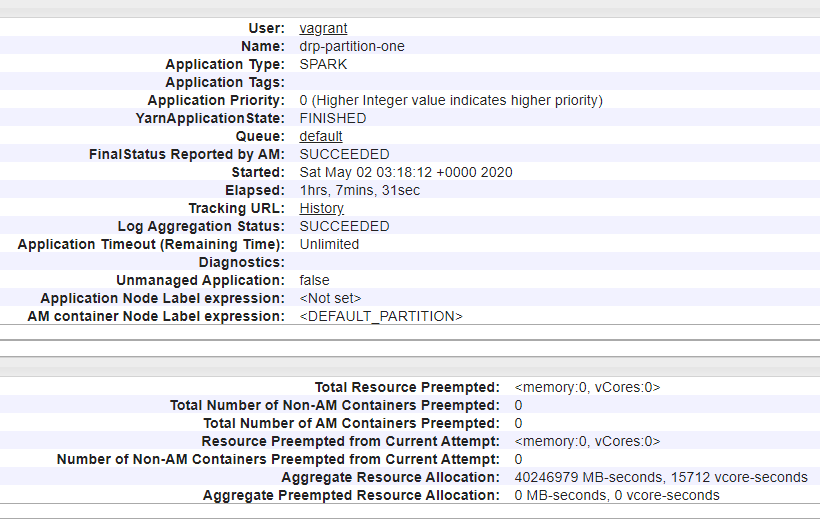 User: vagrant
Name: drp-partition-one
Application Type: SPARK
Application Tags:
Application Priority: 0 (Higher Integer value indicates higher priority)
YarnApplicationState: FINISHED
Queue: default
FinalStatus Reported by AM: SUCCEEDED
Started: Sat May 02 03:18:12 +0000 2020
Elapsed: 1hrs, 7mins, 31sec
Tracking URL: History
Log Aggregation Status: SUCCEEDED
Application Timeout (Remaining Time): Unlimited
Diagnostics:
Unmanaged Application: false
Application Node Label expression: <Not set>
AM container Node Label expression: <DEFAULT_PARTITION>
Total Resource Preempted: <memory:0, vCores:0>
Total Number of Non-AM Containers Preempted: 0
Total Number of AM Containers Preempted: 0
Resource Preempted from Current Attempt: <memory:0, vCores:0>
Number of Non-AM Containers Preempted from Current Attempt: 0
Aggregate Resource Allocation: 40246979 MB-seconds, 15712 vcore-seconds
Aggregate Preempted Resource Allocation: 0 MB-seconds, 0 vcore-seconds